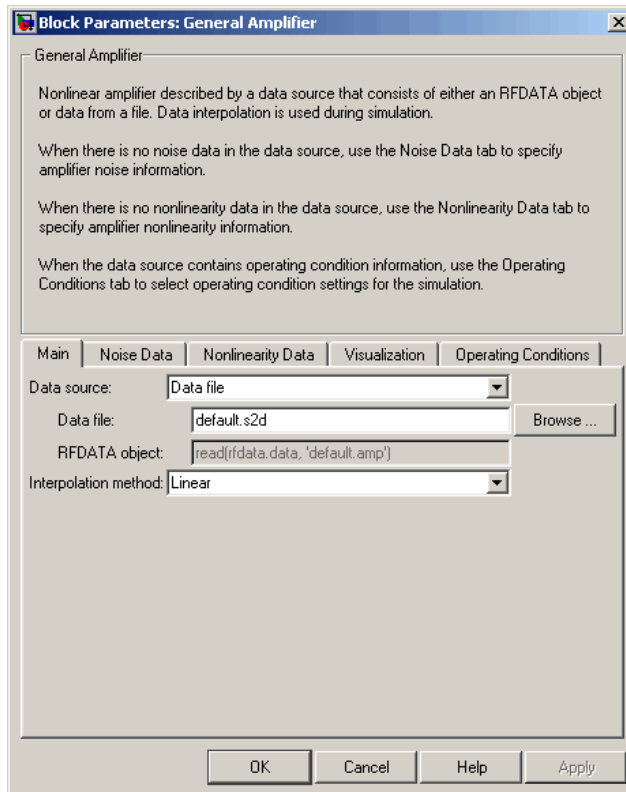 Block Parameters: General Amplifier
General Amplifier
Nonlinear amplifier described by a data source that consists of either an RFDATA object
or data from a file. Data interpolation is used during simulation.
When there is no noise data in the data source, use the Noise Data tab to specify
amplifier noise information.
When there is no nonlinearity data in the data source, use the Nonlinearity Data tab to
specify amplifier nonlinearity information.
When the data source contains operating condition information, use the Operating
Conditions tab to select operating condition settings for the simulation.
Main Noise Data Nonlinearity Data Visualization Operating Conditions
Data source: Data file
Data file: default.s2d Browse ...
RFDATA object: read(rfdata.data, 'default.amp')
Interpolation method: Linear
OK Cancel Help Apply